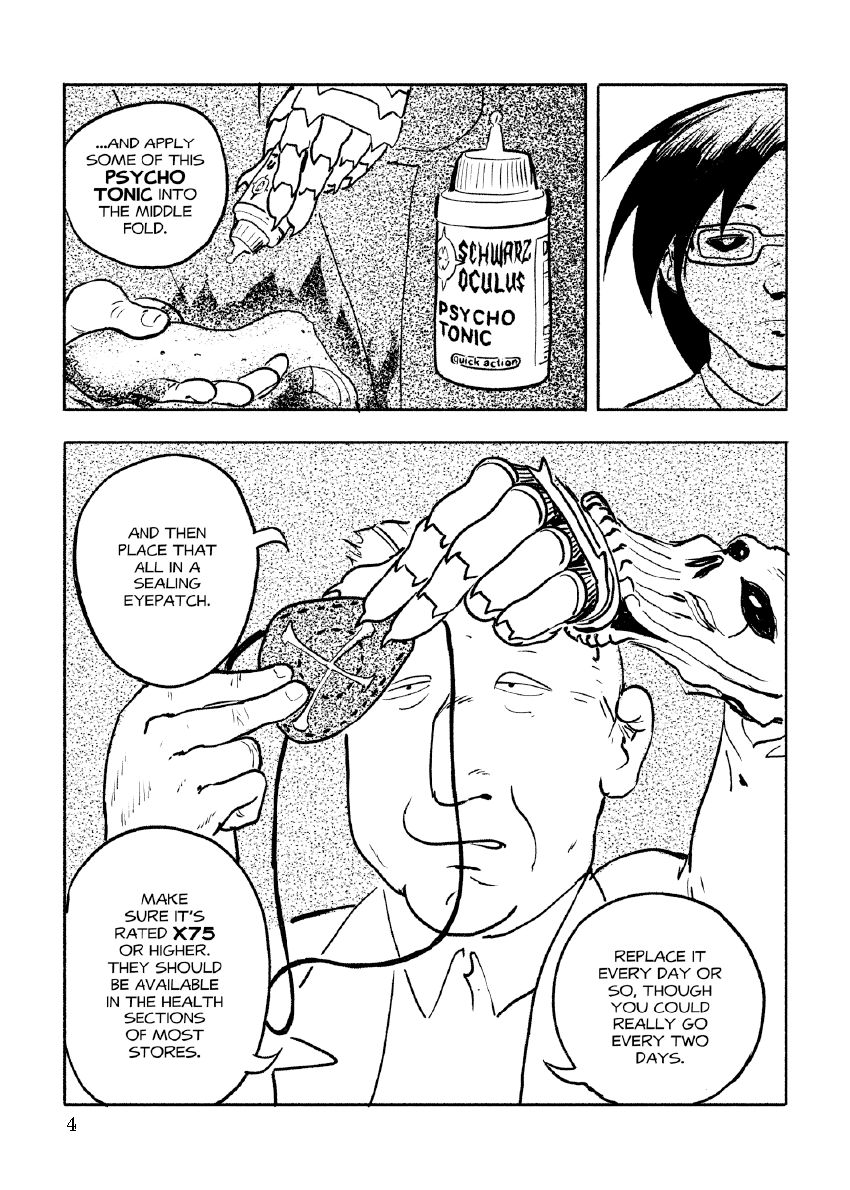 ...AND APPLY
SOME OF THIS
PSYCHO
TONIC INTO
THE MIDDLE
FOLD.
SCHWARZ
OCULUS
PSYCHO
TONIC
Quick action
AND THEN
PLACE THAT
ALL IN A
SEALING
EYEPATCH.
MAKE
SURE IT'S
RATED X75
OR HIGHER.
THEY SHOULD
BE AVAILABLE
IN THE HEALTH
SECTIONS
OF MOST
STORES.
REPLACE IT
EVERY DAY OR
SO, THOUGH
YOU COULD
REALLY GO
EVERY TWO
DAYS.
4